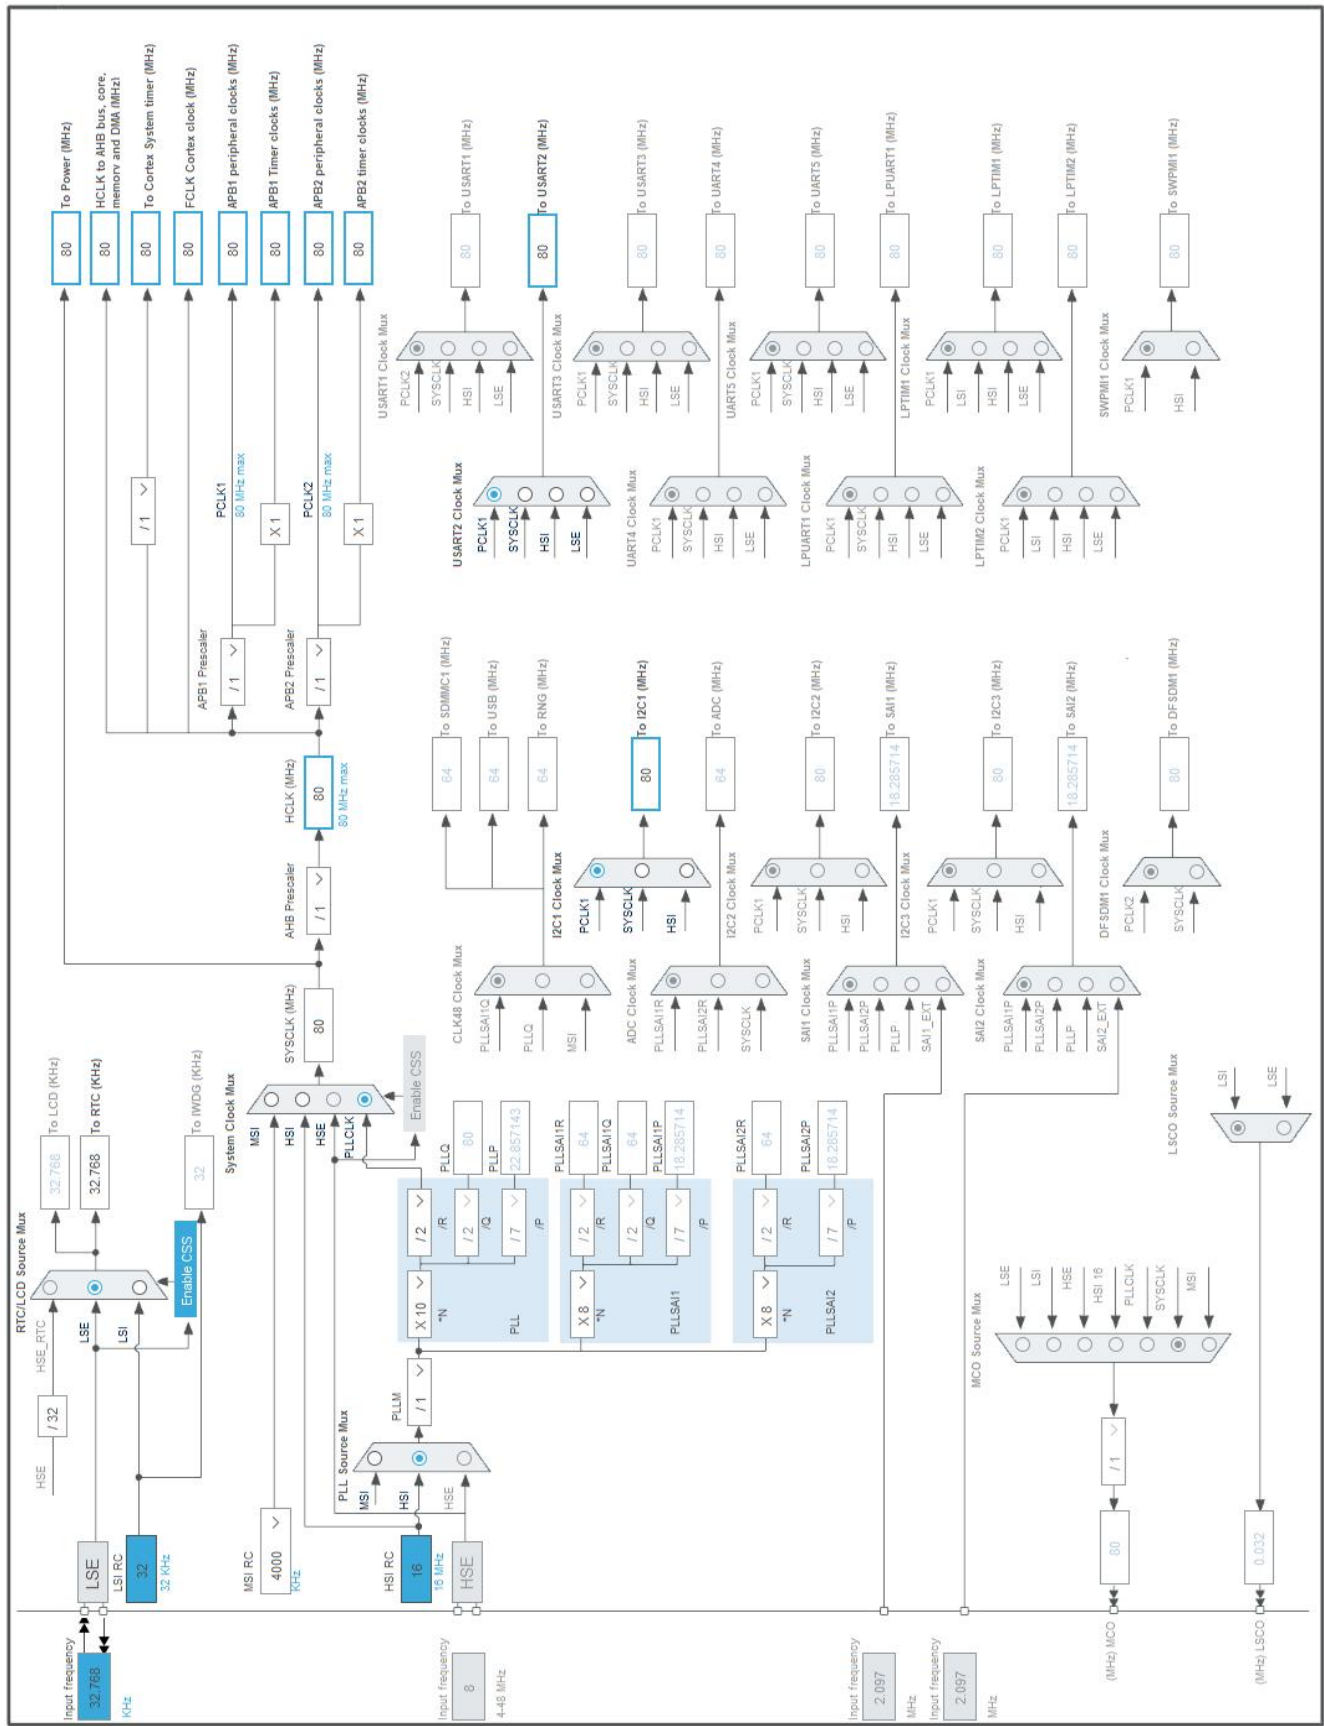 Input frequency
32.768
KHz
LSE
LSI RC
32
32 KHz
HSE
/ 32
HSE_RTC
LSE
LSI
RTC/LCD Source Mux
Enable CSS
32.768
To LCD (KHz)
32.768
To RTC (KHz)
32
To IWDG (KHz)
MSI RC
4000
KHz
HSI RC
16
16 MHz
Input frequency
8
4-48 MHz
HSE
PLL Source Mux
MSI
HSI
HSE
PLLM
/ 1
System Clock Mux
MSI
HSI
HSE
PLLCLK
Enable CSS
SYSCLK (MHz)
80
AHB Prescaler
/ 1
HCLK (MHz)
80
80 MHz max
APB1 Prescaler
/ 1
APB2 Prescaler
/ 1
/ 1
PCLK1
80 MHz max
X 1
PCLK2
80 MHz max
X 1
80
To Power (MHz)
80
HCLK to AHB bus, core,
memory and DMA (MHz)
80
To Cortex System timer (MHz)
80
FCLK Cortex clock (MHz)
80
APB1 peripheral clocks (MHz)
80
APB1 Timer clocks (MHz)
80
APB2 peripheral clocks (MHz)
80
APB2 timer clocks (MHz)
X 10
*N
PLL
/ 2
/R
/ 2
/Q
/ 7
/P
PLLQ
80
PLLP
22.857143
X 8
*N
PLLSAI1
/ 2
/R
/ 2
/Q
/ 7
/P
PLLSAI1R
64
PLLSAI1Q
64
PLLSAI1P
18.285714
X 8
*N
PLLSAI2
/ 2
/R
/ 7
/P
PLLSAI2R
64
PLLSAI2P
18.285714
CLK48 Clock Mux
PLLSAI1Q
PLLQ
MSI
64
To SDMMC1 (MHz)
64
To USB (MHz)
64
To RNG (MHz)
I2C1 Clock Mux
PCLK1
SYSCLK
HSI
80
To I2C1 (MHz)
ADC Clock Mux
PLLSAI1R
PLLSAI2R
SYSCLK
64
To ADC (MHz)
I2C2 Clock Mux
PCLK1
SYSCLK
HSI
80
To I2C2 (MHz)
SAI1 Clock Mux
PLLSAI1P
PLLSAI2P
PLLP
SAI1_EXT
18.285714
To SAI1 (MHz)
I2C3 Clock Mux
PCLK1
SYSCLK
HSI
80
To I2C3 (MHz)
SAI2 Clock Mux
PLLSAI1P
PLLSAI2P
PLLP
SAI2_EXT
18.285714
To SAI2 (MHz)
DFSDM1 Clock Mux
PCLK2
SYSCLK
80
To DFSDM1 (MHz)
USART1 Clock Mux
PCLK2
SYSCLK
HSI
LSE
80
To USART1 (MHz)
USART2 Clock Mux
PCLK1
SYSCLK
HSI
LSE
80
To USART2 (MHz)
USART3 Clock Mux
PCLK1
SYSCLK
HSI
LSE
80
To USART3 (MHz)
UART4 Clock Mux
PCLK1
SYSCLK
HSI
LSE
80
To UART4 (MHz)
UART5 Clock Mux
PCLK1
SYSCLK
HSI
LSE
80
To UART5 (MHz)
LPUART1 Clock Mux
PCLK1
SYSCLK
HSI
LSE
80
To LPUART1 (MHz)
LPTIM1 Clock Mux
PCLK1
LSI
HSI
LSE
80
To LPTIM1 (MHz)
LPTIM2 Clock Mux
PCLK1
LSI
HSI
LSE
80
To LPTIM2 (MHz)
SWPMI1 Clock Mux
PCLK1
HSI
80
To SWPMI1 (MHz)
Input frequency
2.097
MHz
Input frequency
2.097
MHz
MCO Source Mux
LSE
LSI
HSE
HSI 16
PLLCLK
SYSCLK
MSI
/ 1
80
(MHz) MCO
LSCO Source Mux
LSI
LSE
0.032
(MHz) LSCO